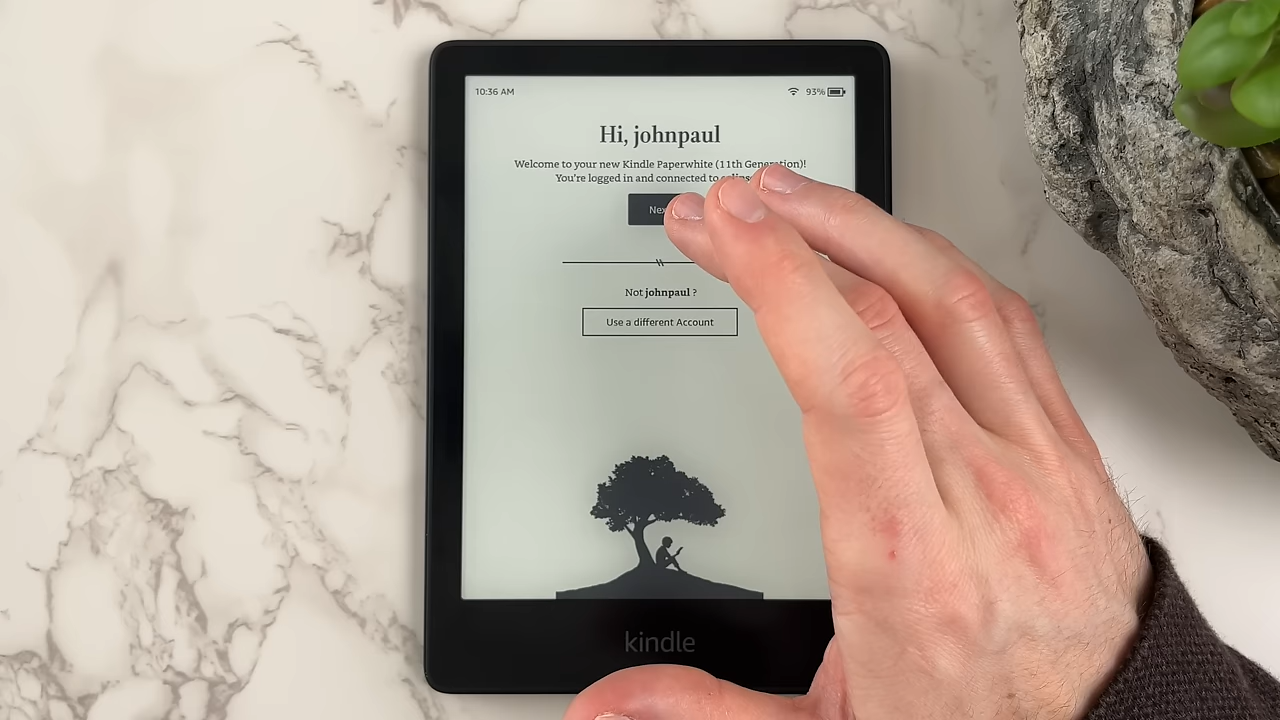 10:36 AM 93%
Hi, johnpaul
Welcome to your new Kindle Paperwhite (11th Generation)!
You're logged in and connected to
Not johnpaul ?
Use a different Account
kindle